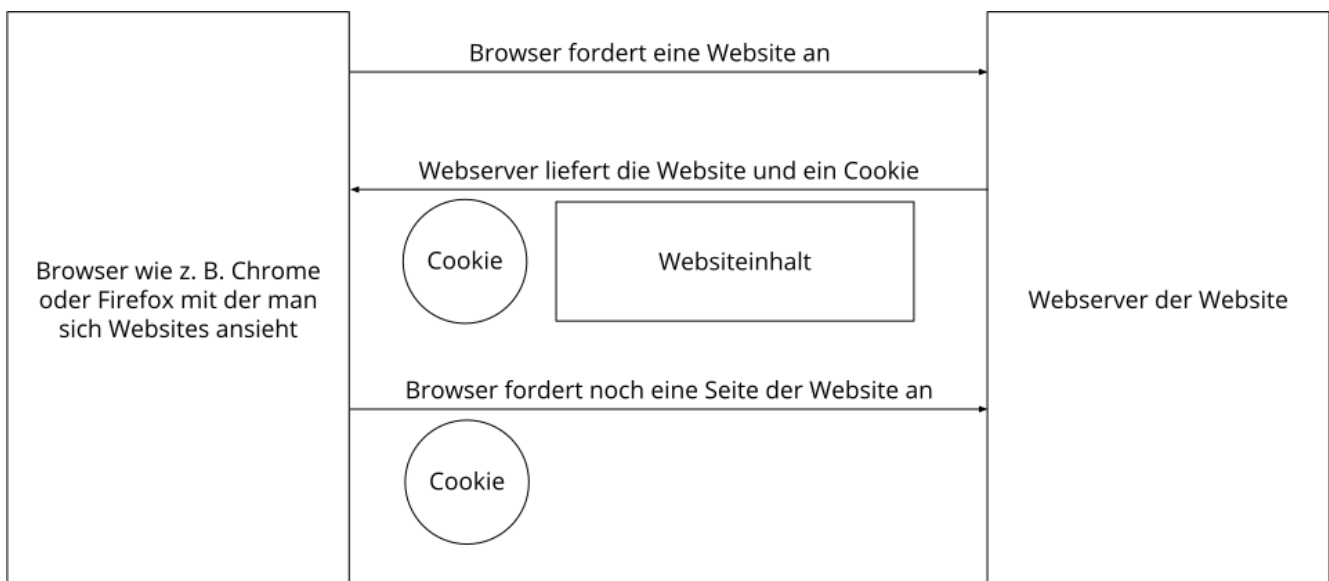 Browser fordert eine Website an
Webserver liefert die Website und ein Cookie
Cookie
Websiteinhalt
Browser wie z. B. Chrome
oder Firefox mit der man
sich Websites ansieht
Webserver der Website
Browser fordert noch eine Seite der Website an
Cookie